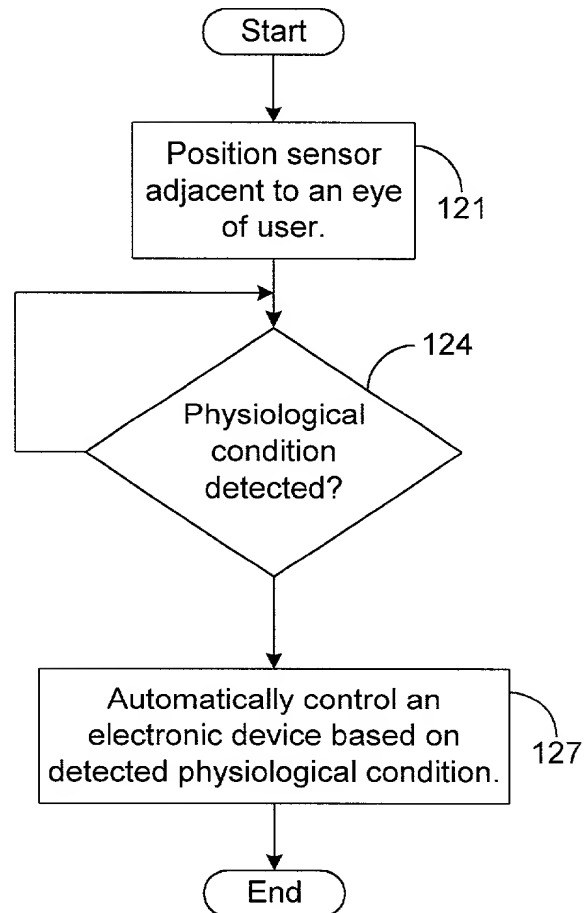 Start
Position sensor
adjacent to an eye
of user.
121
124
Physiological
condition
detected?
Automatically control an
electronic device based on
detected physiological condition.
127
End